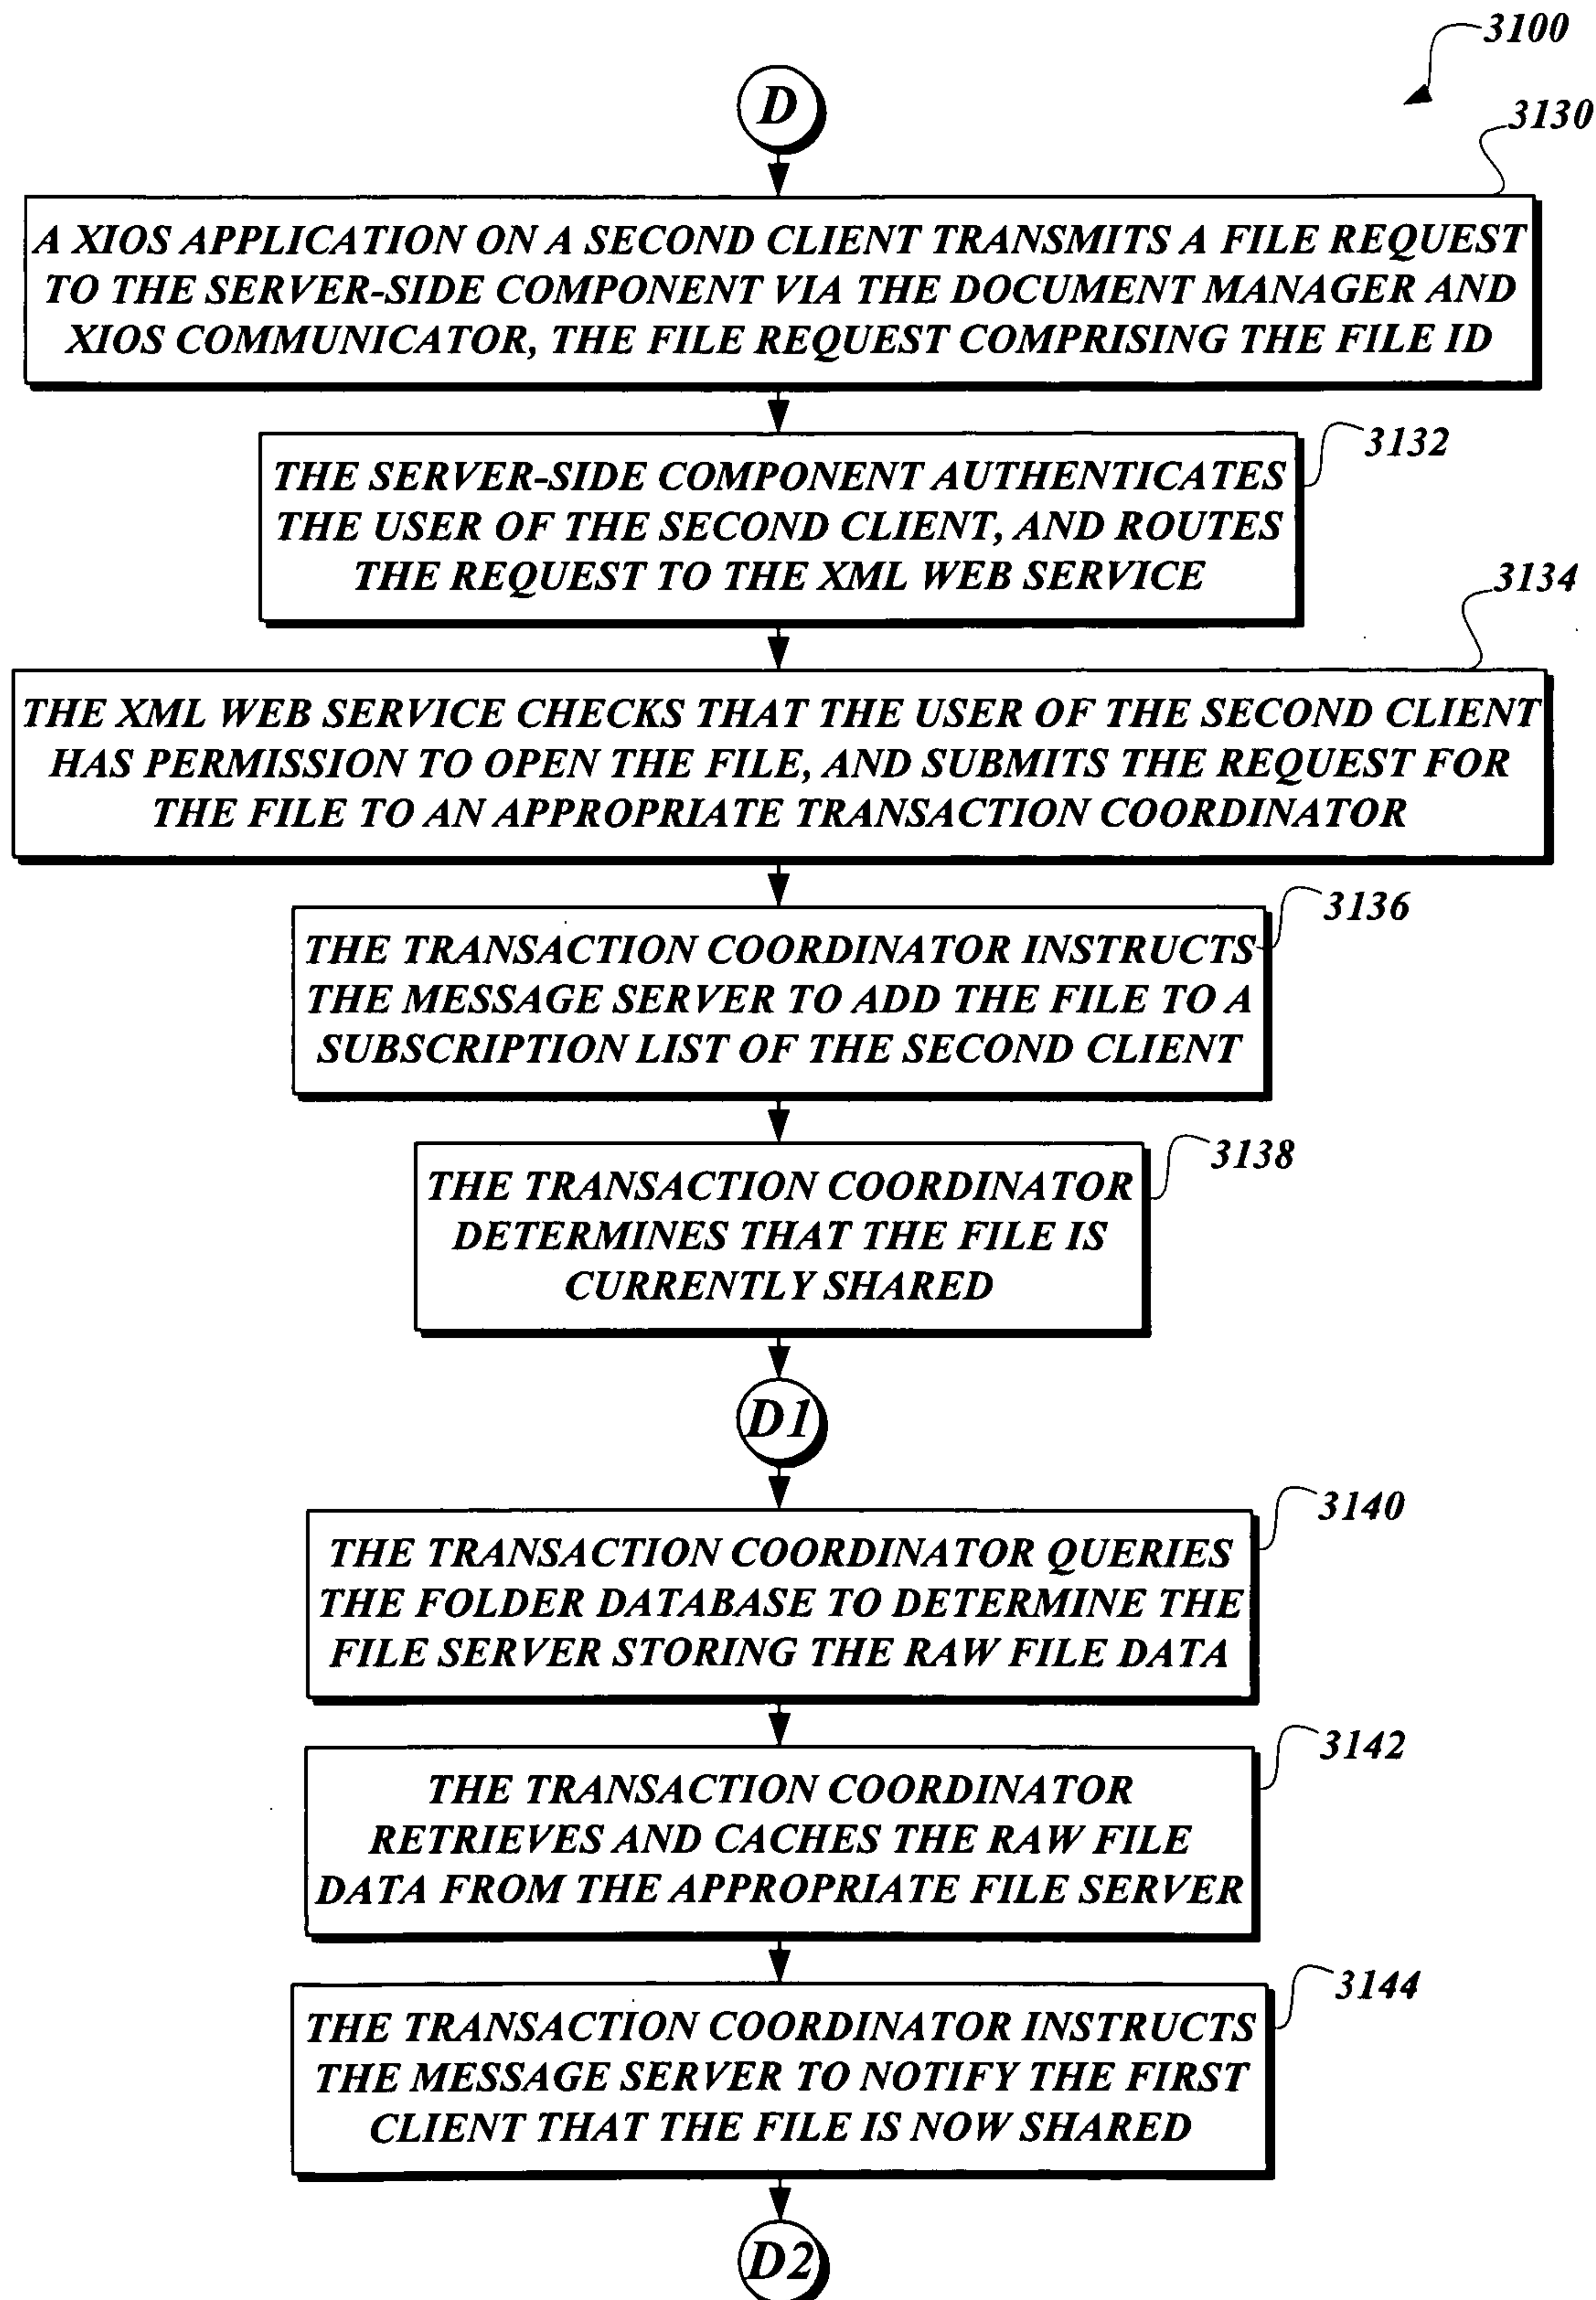 3100
D
3130
A XIOS APPLICATION ON A SECOND CLIENT TRANSMITS A FILE REQUEST
TO THE SERVER-SIDE COMPONENT VIA THE DOCUMENT MANAGER AND
XIOS COMMUNICATOR, THE FILE REQUEST COMPRISING THE FILE ID
3132
THE SERVER-SIDE COMPONENT AUTHENTICATES
THE USER OF THE SECOND CLIENT, AND ROUTES
THE REQUEST TO THE XML WEB SERVICE
3134
THE XML WEB SERVICE CHECKS THAT THE USER OF THE SECOND CLIENT
HAS PERMISSION TO OPEN THE FILE, AND SUBMITS THE REQUEST FOR
THE FILE TO AN APPROPRIATE TRANSACTION COORDINATOR
3136
THE TRANSACTION COORDINATOR INSTRUCTS
THE MESSAGE SERVER TO ADD THE FILE TO A
SUBSCRIPTION LIST OF THE SECOND CLIENT
3138
THE TRANSACTION COORDINATOR
DETERMINES THAT THE FILE IS
CURRENTLY SHARED
D1
3140
THE TRANSACTION COORDINATOR QUERIES
THE FOLDER DATABASE TO DETERMINE THE
FILE SERVER STORING THE RAW FILE DATA
3142
THE TRANSACTION COORDINATOR
RETRIEVES AND CACHES THE RAW FILE
DATA FROM THE APPROPRIATE FILE SERVER
3144
THE TRANSACTION COORDINATOR INSTRUCTS
THE MESSAGE SERVER TO NOTIFY THE FIRST
CLIENT THAT THE FILE IS NOW SHARED
D2